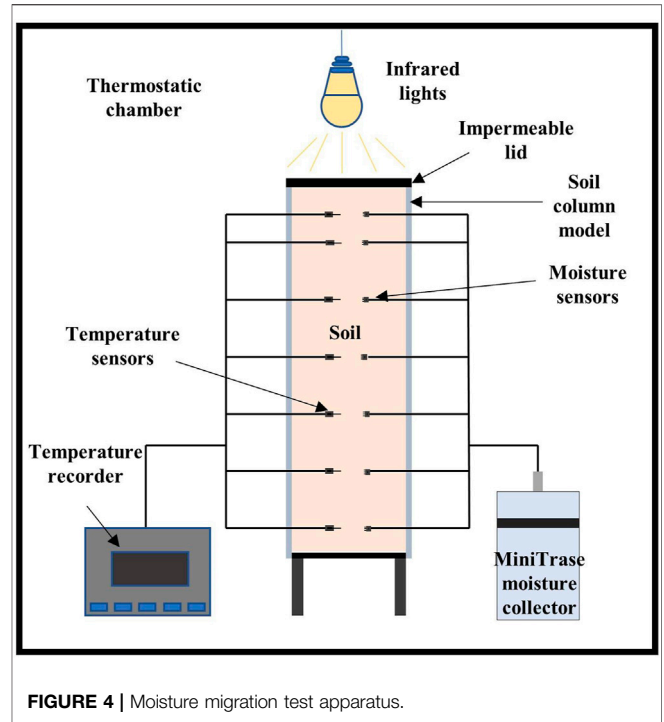 Thermostatic
chamber
Infrared
lights
Impermeable
lid
Soil
column
model
Moisture
sensors
Temperature
sensors
Soil
Temperature
recorder
MiniTrase
moisture
collector
FIGURE 4 | Moisture migration test apparatus.